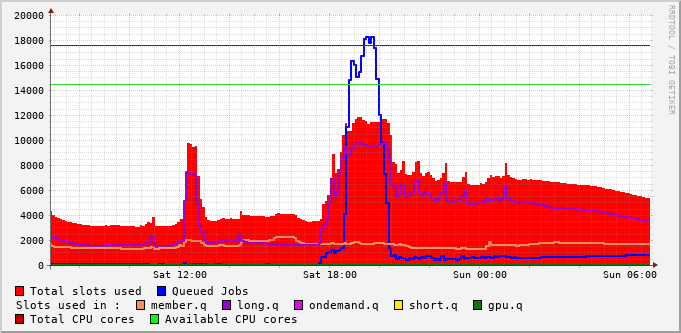 20000
18000
16000
14000
12000
10000
8000
6000
4000
2000
0
Sat 12:00 Sat 18:00 Sun 00:00 Sun 06:00
RRDTOOL / TOBI OETIKER
Total slots used Queued Jobs
Slots used in : member.q long.q ondemand.q short.q gpu.q
Total CPU cores Available CPU cores